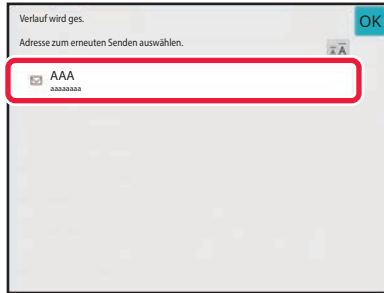 Verlauf wird ges.
OK
Adresse zum erneuten Senden auswählen.
AAA
aaaaaaaa